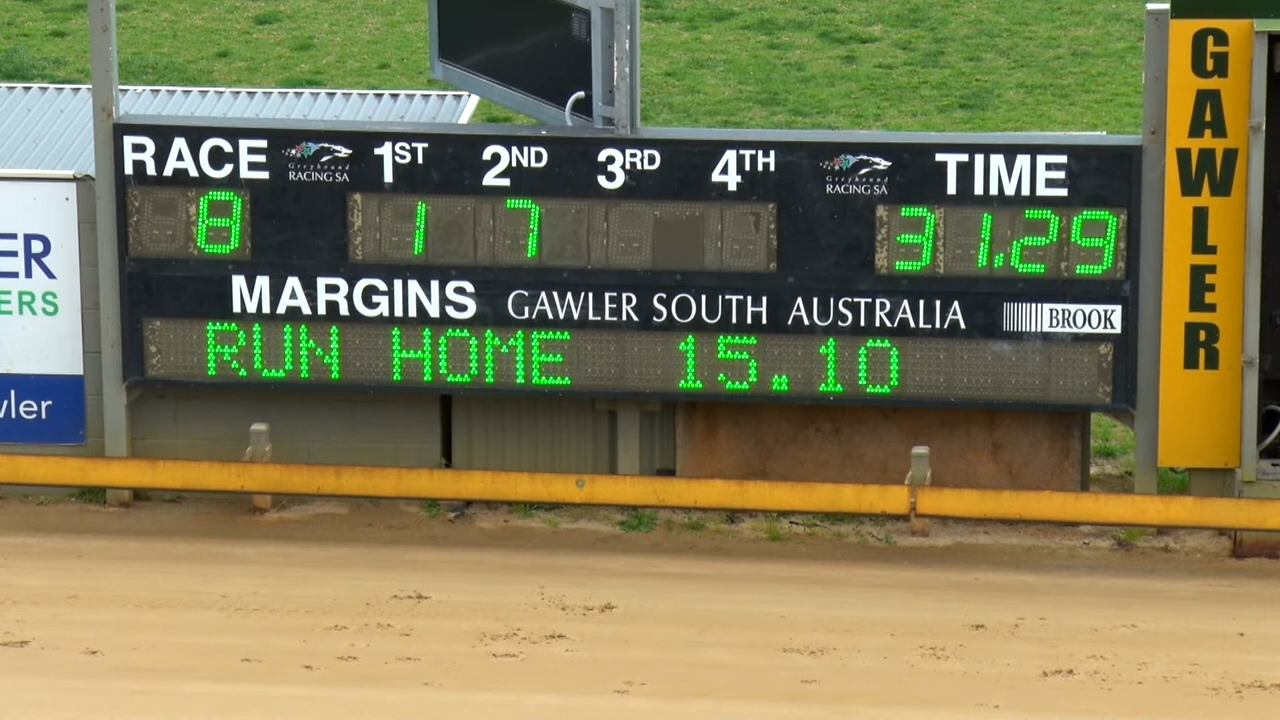 RACE Greyhound RACING SA 1ST 2ND 3RD 4TH Greyhound RACING SA TIME
8 1 7 31.29
MARGINS GAWLER SOUTH AUSTRALIA BROOK
RUN HOME 15.10
GAWLER
ER
ERS
wler